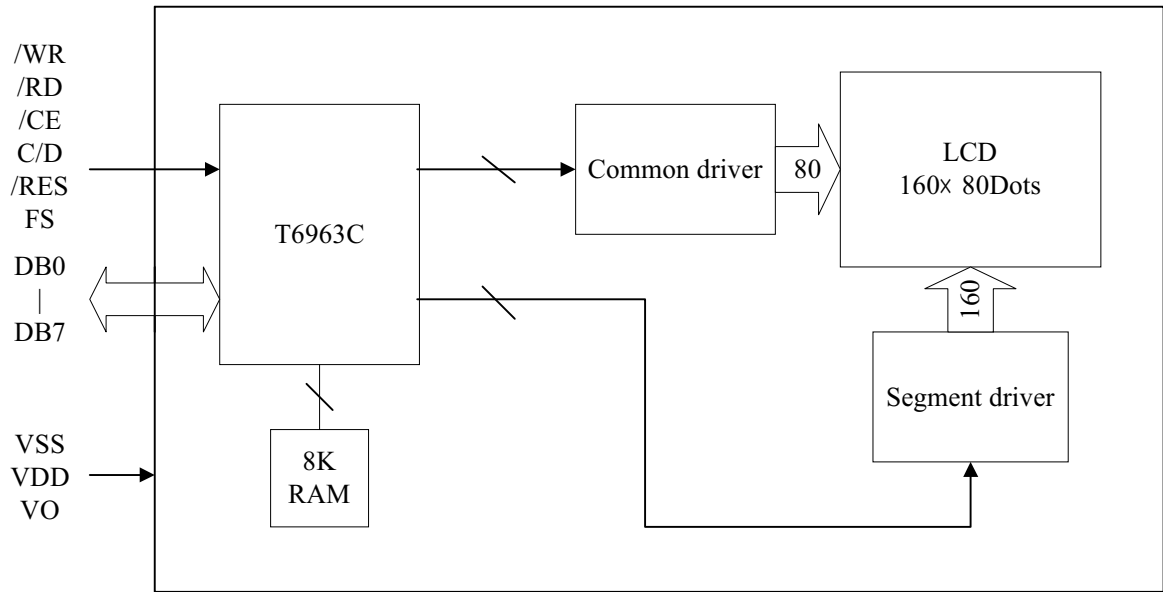 /WR
/RD
/CE
C/D
/RES
FS
DB0
|
DB7
VSS
VDD
VO
T6963C
8K
RAM
Common driver
80
LCD
160× 80Dots
160
Segment driver